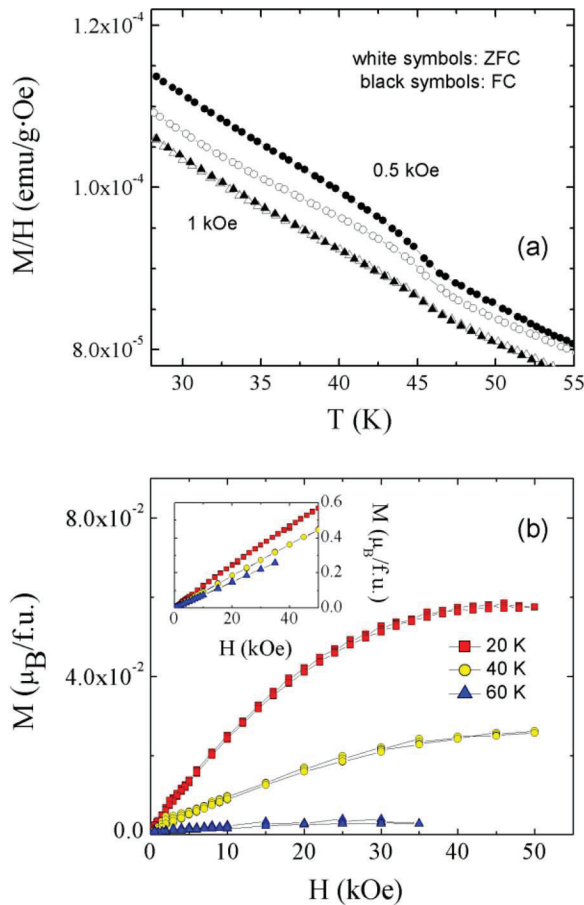 1.2x10⁻⁴
white symbols: ZFC
black symbols: FC
M/H (emu/g·Oe)
1.0x10⁻⁴
0.5 kOe
1 kOe
(a)
8.0x10⁻⁵
30 35 40 45 50 55
T (K)
0.6
8.0x10⁻²
M (μB/f.u.)
(b)
0.4
0.2
0.0
0 20 40
H (kOe)
M (μB/f.u.)
20 K
40 K
60 K
4.0x10⁻²
0.0
0 10 20 30 40 50
H (kOe)